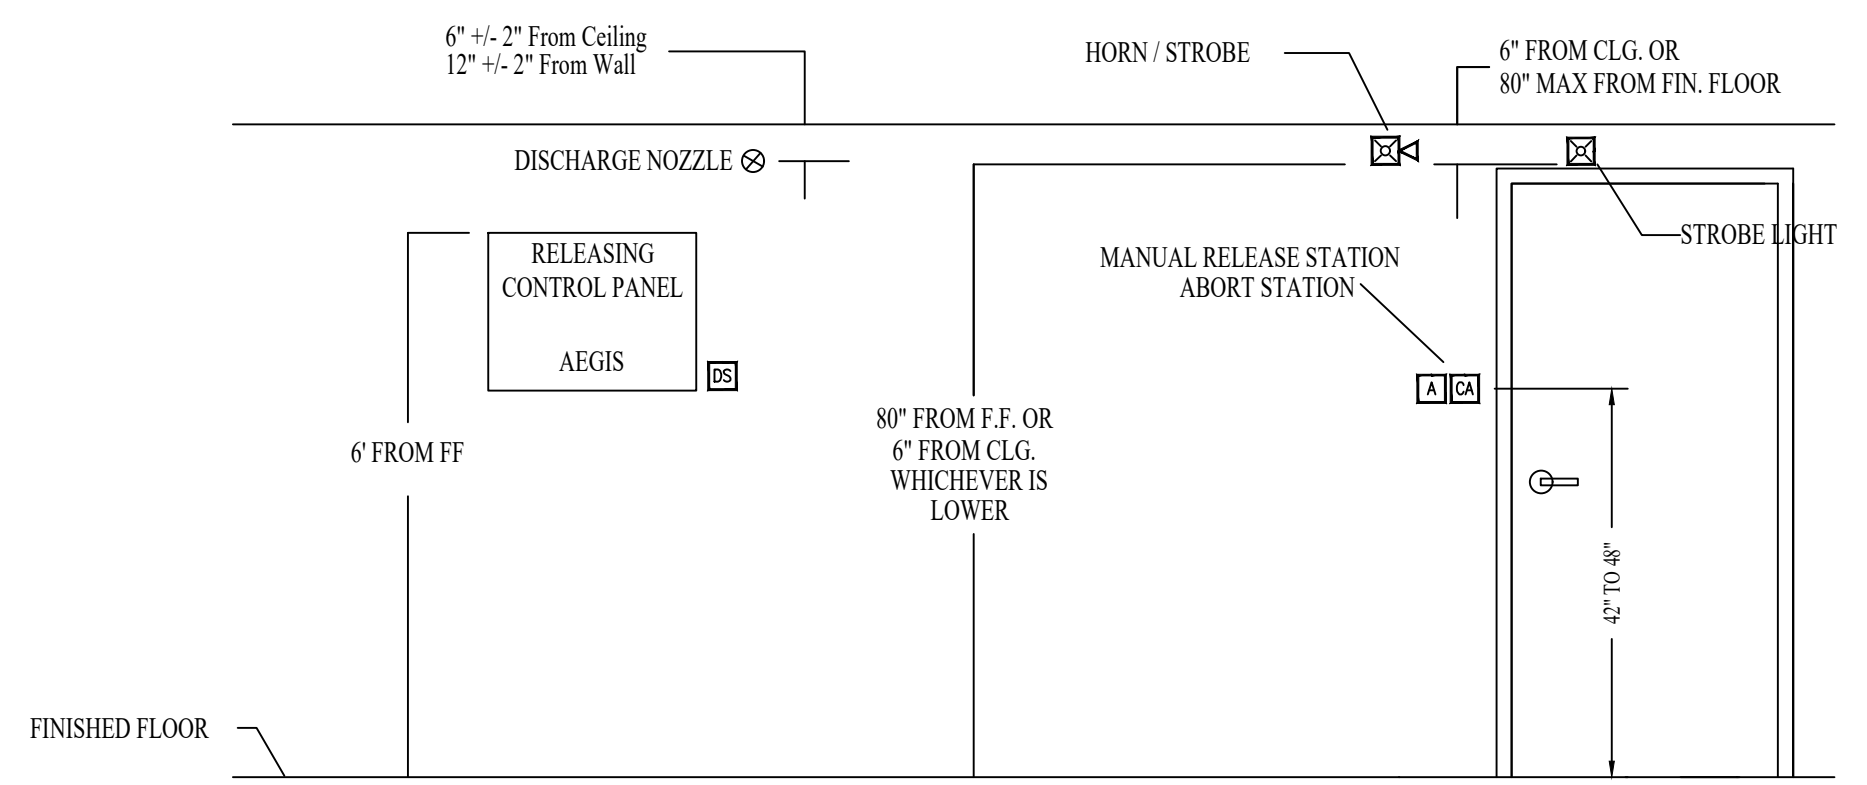 6" +/- 2" From Ceiling
12" +/- 2" From Wall
HORN / STROBE
6" FROM CLG. OR
80" MAX FROM FIN. FLOOR
DISCHARGE NOZZLE
STROBE LIGHT
RELEASING
CONTROL PANEL
AEGIS
DS
MANUAL RELEASE STATION
ABORT STATION
A
CA
80" FROM F.F. OR
6" FROM CLG.
WHICHEVER IS
LOWER
6' FROM FF
42" TO 48"
FINISHED FLOOR